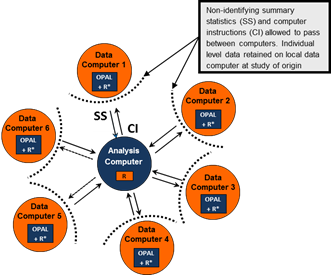 Non-identifying summary
statistics (SS) and computer
instructions (CI) allowed to pass
between computers. Individual
level data retained on local data
computer at study of origin
Data
Computer 1
OPAL
+ R*
SS
CI
Data
Computer 2
OPAL
+ R*
Data
Computer 6
OPAL
+ R*
Analysis
Computer
R
Data
Computer 3
OPAL
+ R*
Data
Computer 5
OPAL
+ R*
Data
Computer 4
OPAL
+ R*